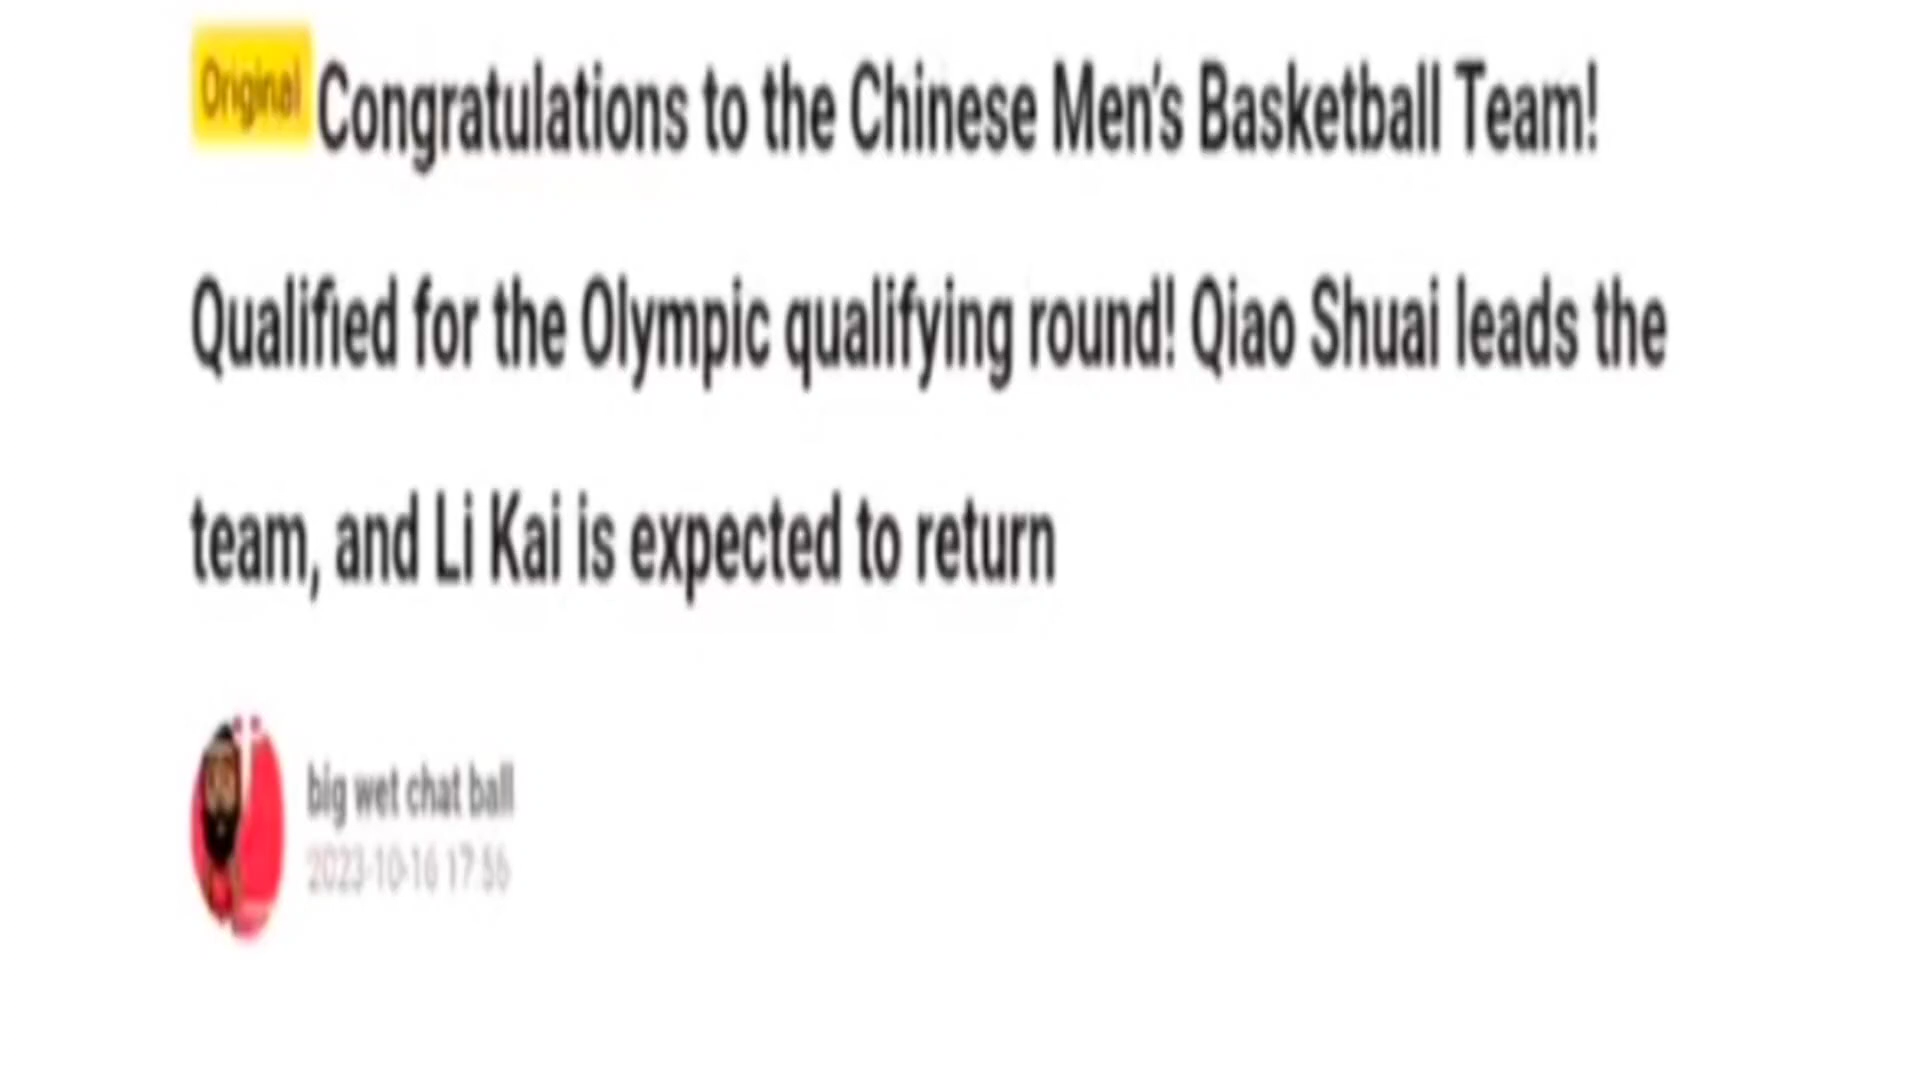 Original Congratulations to the Chinese Men's Basketball Team!
Qualified for the Olympic qualifying round! Qiao Shuai leads the
team, and Li Kai is expected to return
big wet chat ball
2023-10-16 17:56